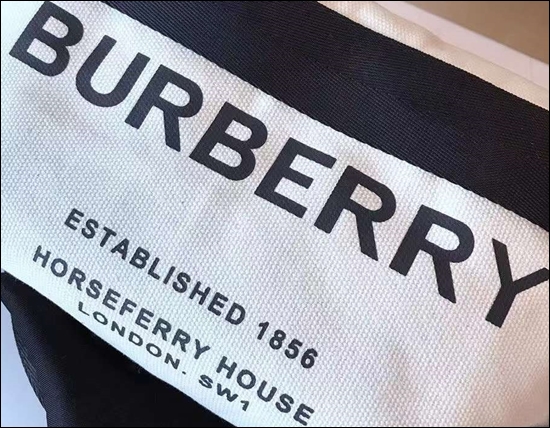 BURBERRY
ESTABLISHED 1856
HORSEFERRY HOUSE
LONDON. SW1